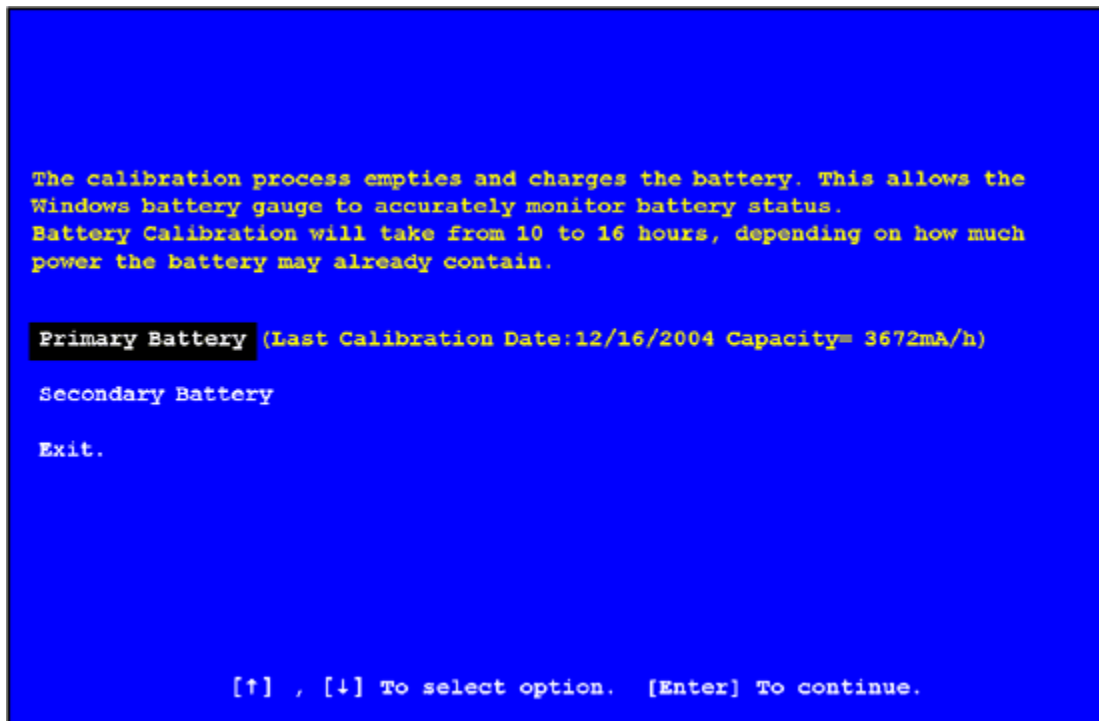 The calibration process empties and charges the battery. This allows the
Windows battery gauge to accurately monitor battery status.
Battery Calibration will take from 10 to 16 hours, depending on how much
power the battery may already contain.
Primary Battery (Last Calibration Date:12/16/2004 Capacity= 3672mA/h)
Secondary Battery
Exit.
[↑] , [↓] To select option. [Enter] To continue.